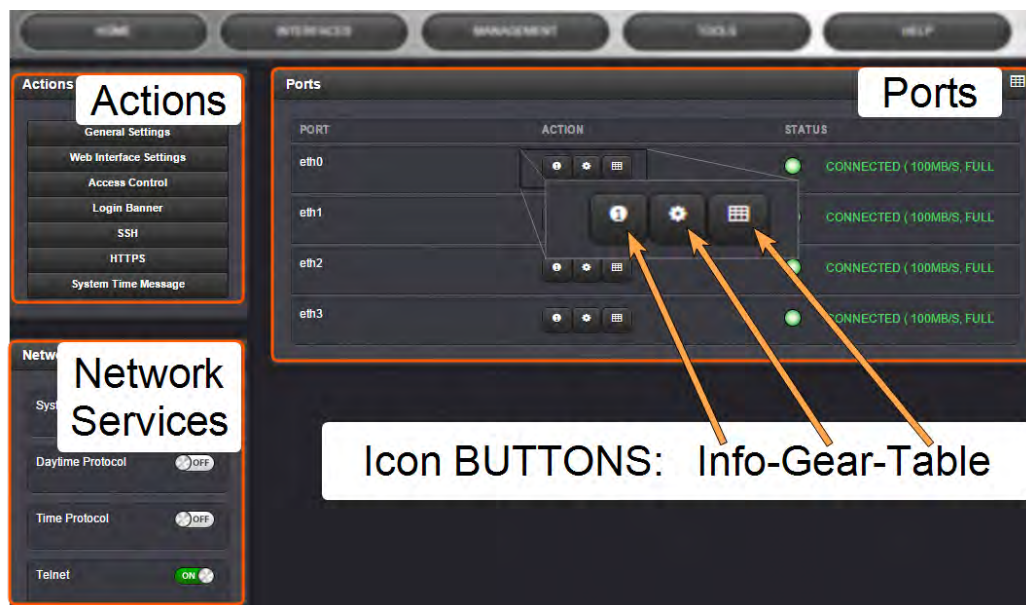 HOME INTERFACES MANAGEMENT TOOLS HELP
Actions
Actions
General Settings
Web Interface Settings
Access Control
Login Banner
SSH
HTTPS
System Time Message
Ports
Ports
PORT ACTION STATUS
eth0 CONNECTED ( 100MB/S, FULL
eth1 CONNECTED ( 100MB/S, FULL
eth2 CONNECTED ( 100MB/S, FULL
eth3 CONNECTED ( 100MB/S, FULL
Network
Services
Daytime Protocol OFF
Time Protocol OFF
Telnet ON
Icon BUTTONS: Info-Gear-Table